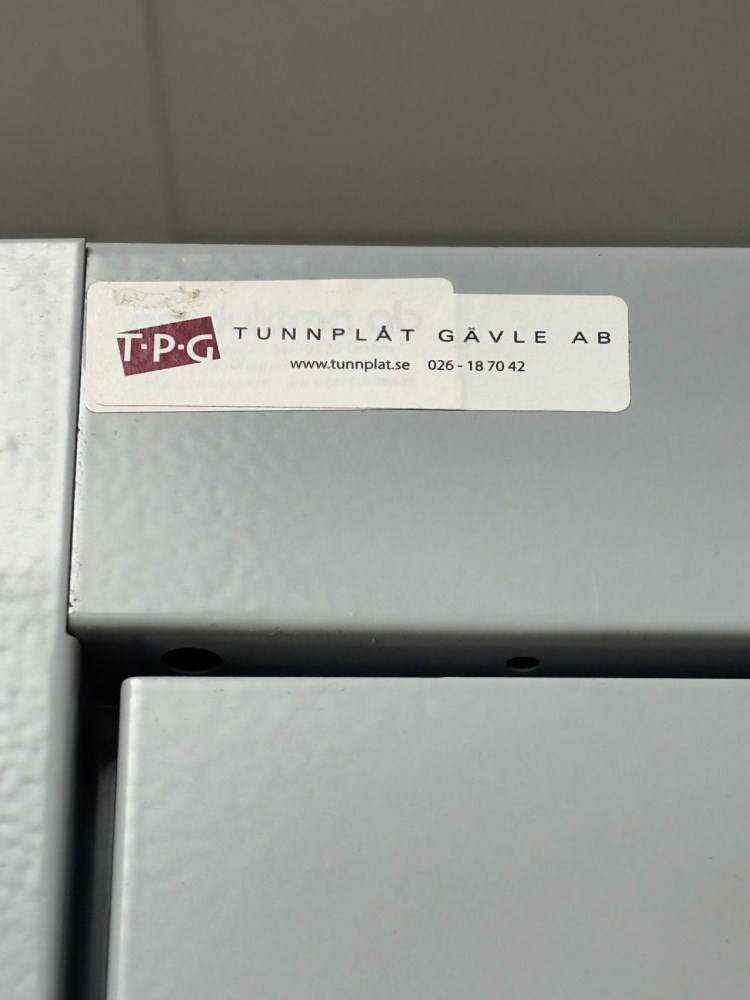 T·P·G
TUNNPLÅT GÄVLE AB
www.tunnplat.se 026 - 18 70 42